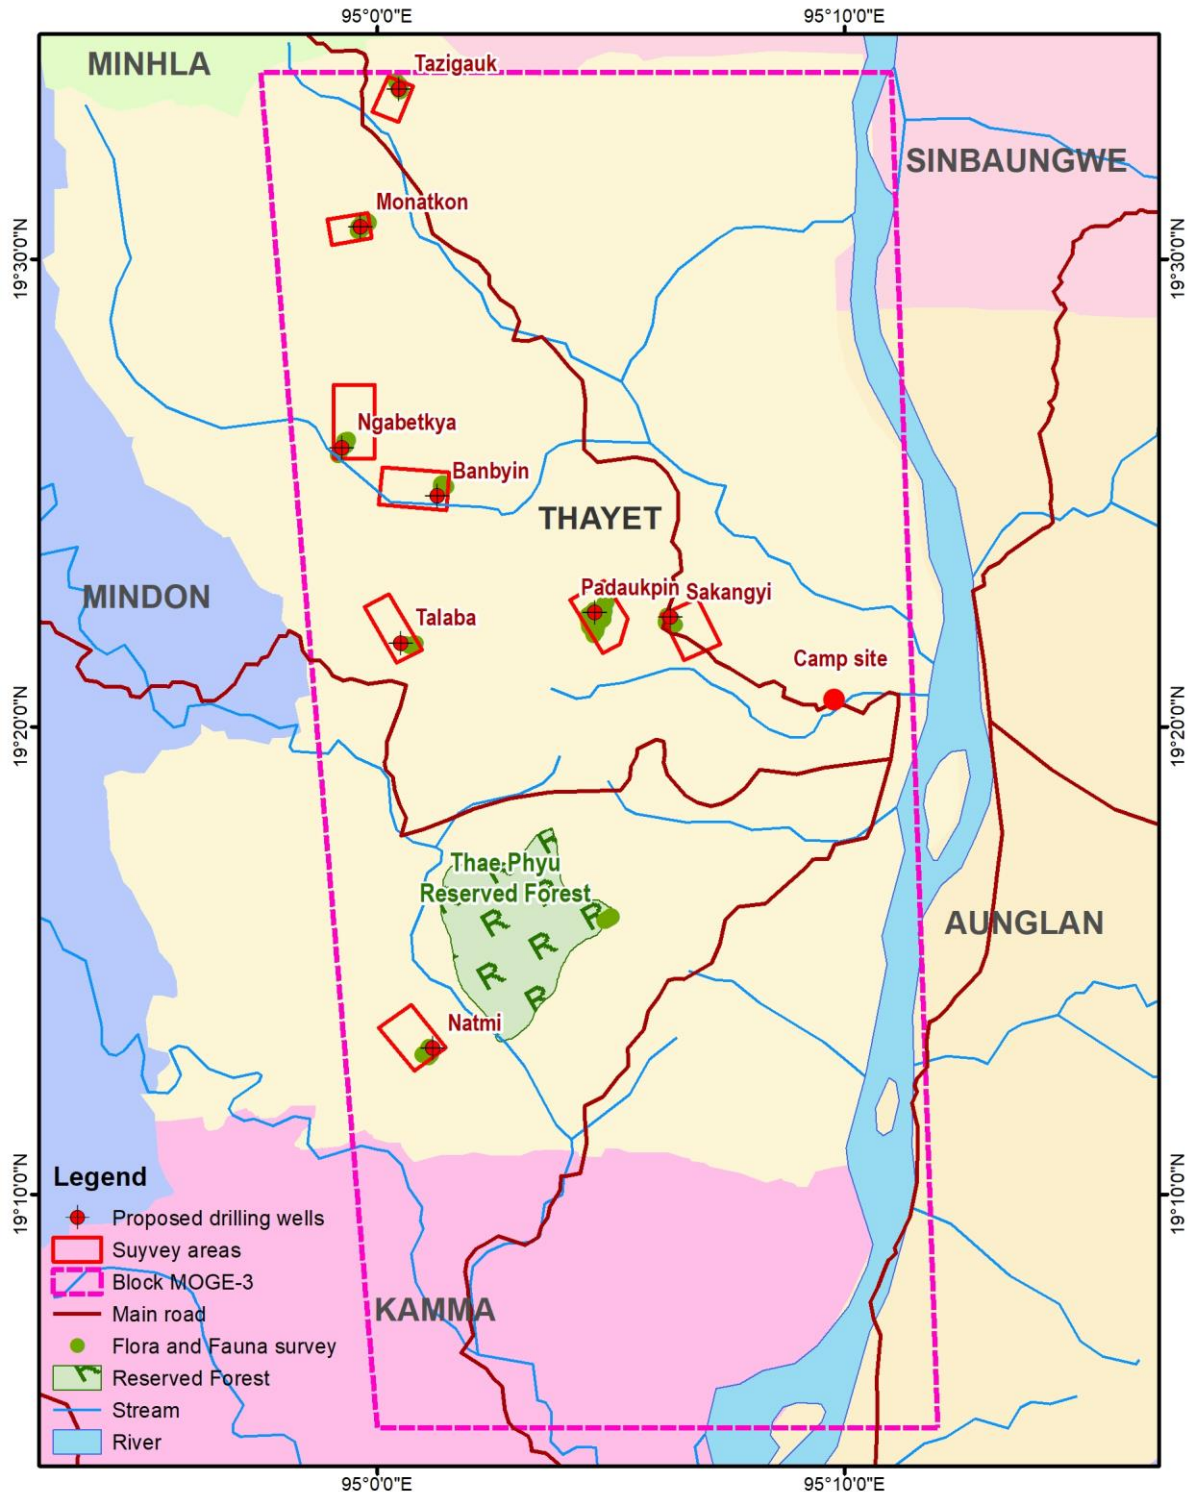 95°0'0"E
95°10'0"E
MINHLA
Tazigauk
SINBAUNGWE
Monatkon
19°30'0"N
19°30'0"N
Ngabetkya
Banbyin
THAYET
MINDON
Padaukpin
Sakangyi
Talaba
Camp site
19°20'0"N
19°20'0"N
Thae Phyu
Reserved Forest
R
R
R
R
R
R
R
AUNGLAN
Natmi
19°10'0"N
19°10'0"N
Legend
Proposed drilling wells
Suyvey areas
Block MOGE-3
Main road
KAMMA
Flora and Fauna survey
Reserved Forest
Stream
River
95°0'0"E
95°10'0"E